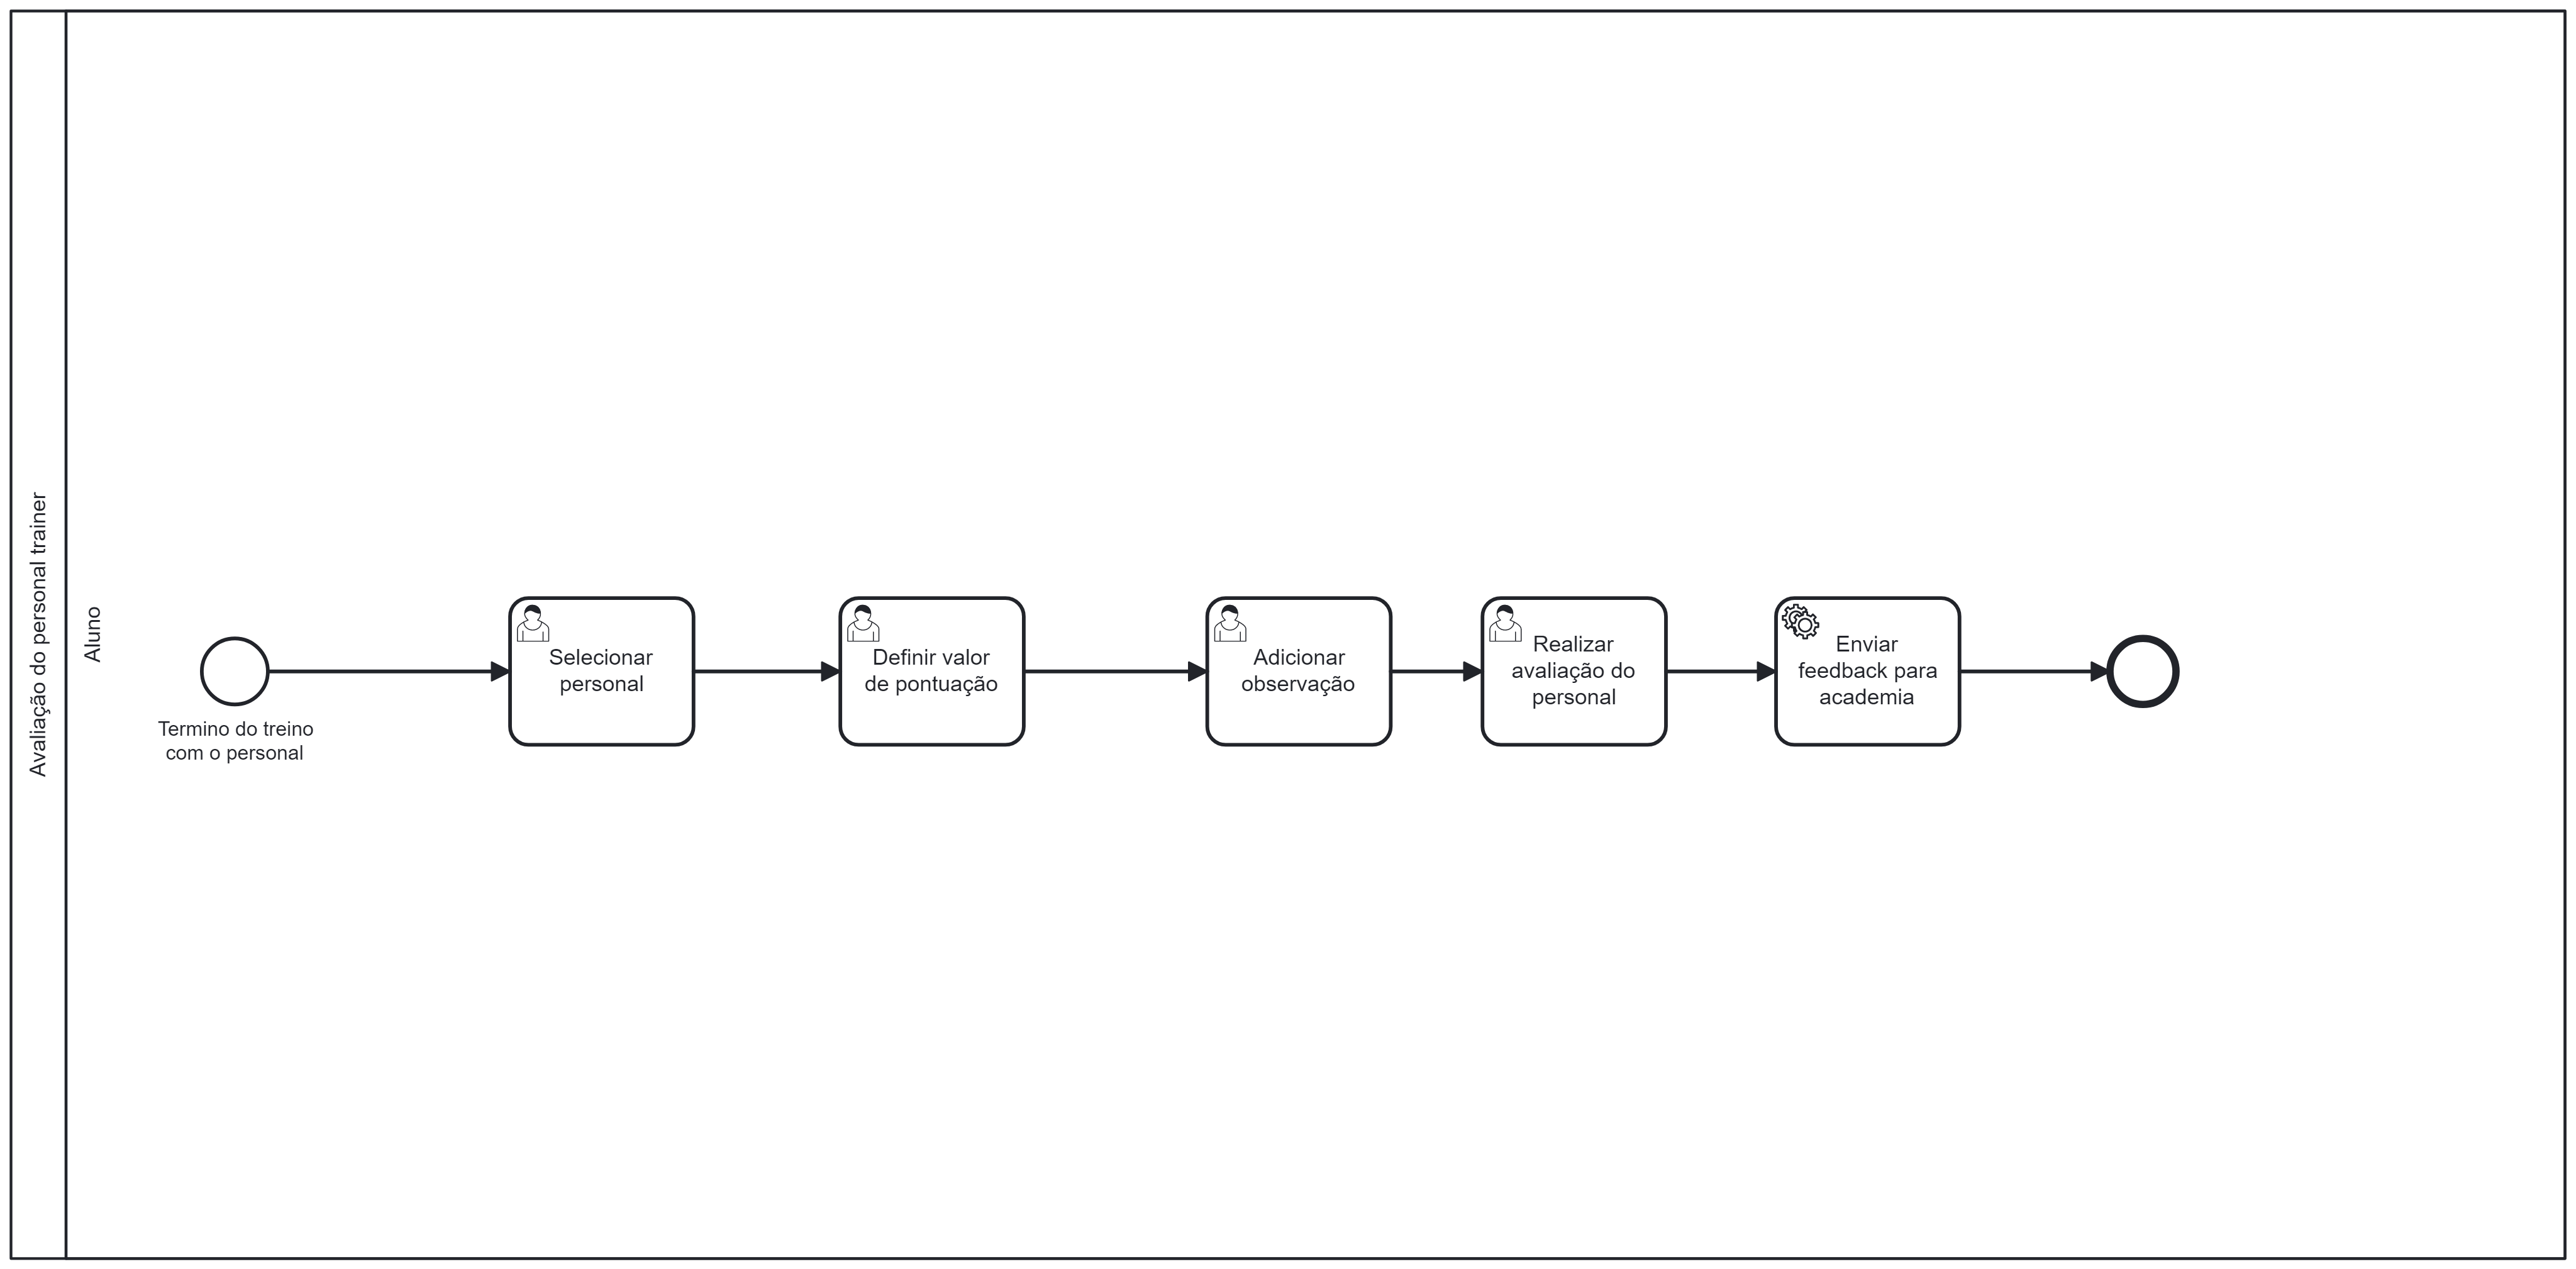 Avaliação do personal trainer
Aluno
Termino do treino
com o personal
Selecionar
personal
Definir valor
de pontuação
Adicionar
observação
Realizar
avaliação do
personal
Enviar
feedback para
academia